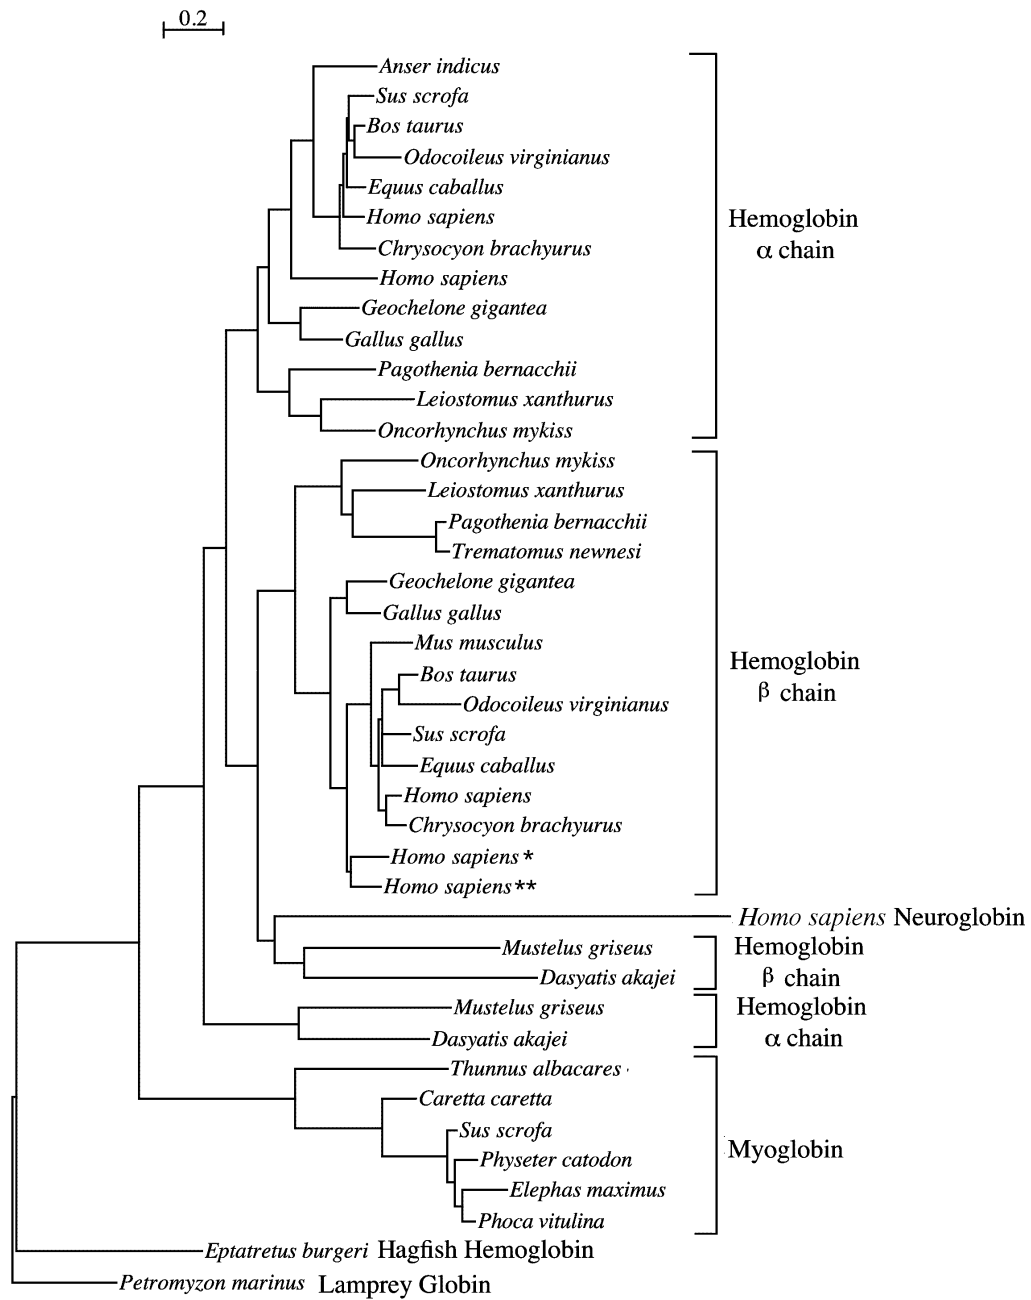 0.2
Anser indicus
Sus scrofa
Bos taurus
Odocoileus virginianus
Equus caballus
Homo sapiens
Chrysocyon brachyurus
Homo sapiens
Geochelone gigantea
Gallus gallus
Pagothenia bernacchii
Leiostomus xanthurus
Oncorhynchus mykiss
Hemoglobin
α chain
Oncorhynchus mykiss
Leiostomus xanthurus
Pagothenia bernacchii
Trematomus newnesi
Geochelone gigantea
Gallus gallus
Mus musculus
Bos taurus
Odocoileus virginianus
Sus scrofa
Equus caballus
Homo sapiens
Chrysocyon brachyurus
Homo sapiens *
Homo sapiens **
Hemoglobin
β chain
Homo sapiens Neuroglobin
Mustelus griseus
Dasyatis akajei
Hemoglobin
β chain
Mustelus griseus
Dasyatis akajei
Hemoglobin
α chain
Thunnus albacares
Caretta caretta
Sus scrofa
Physeter catodon
Elephas maximus
Phoca vitulina
Myoglobin
Eptatretus burgeri Hagfish Hemoglobin
Petromyzon marinus Lamprey Globin